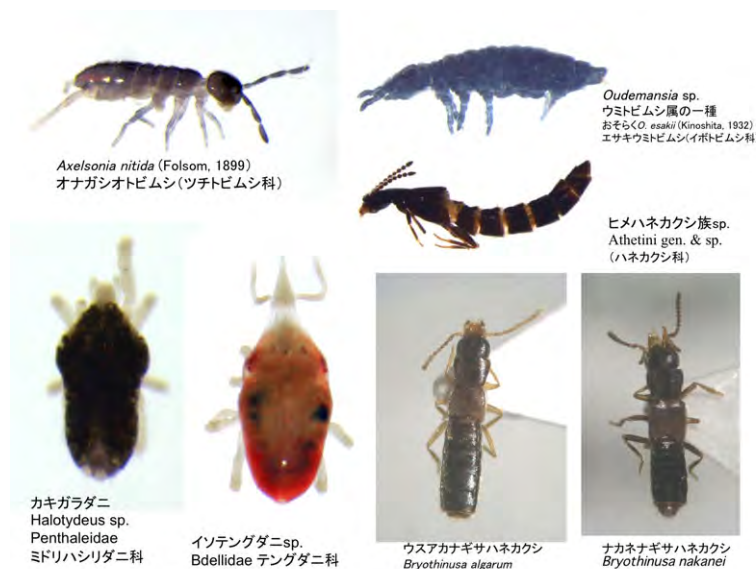 Axelsonia nitida (Folsom, 1899)
オナガシオトビムシ(ツチトビムシ科)
Oudemansia sp.
ウミトビムシ属の一種
おそらくO. esakii (Kinoshita, 1932)
エサキウミトビムシ(イボトビムシ科
ヒメハネカクシ族sp.
Athetini gen. & sp.
(ハネカクシ科)
カキガラダニ
Halotydeus sp.
Penthaleidae
ミドリハシリダニ科
イソテングダニsp.
Bdellidae テングダニ科
ウスアカナギサハネカクシ
Bryothinusa algarum
ナカネナギサハネカクシ
Bryothinusa nakanei